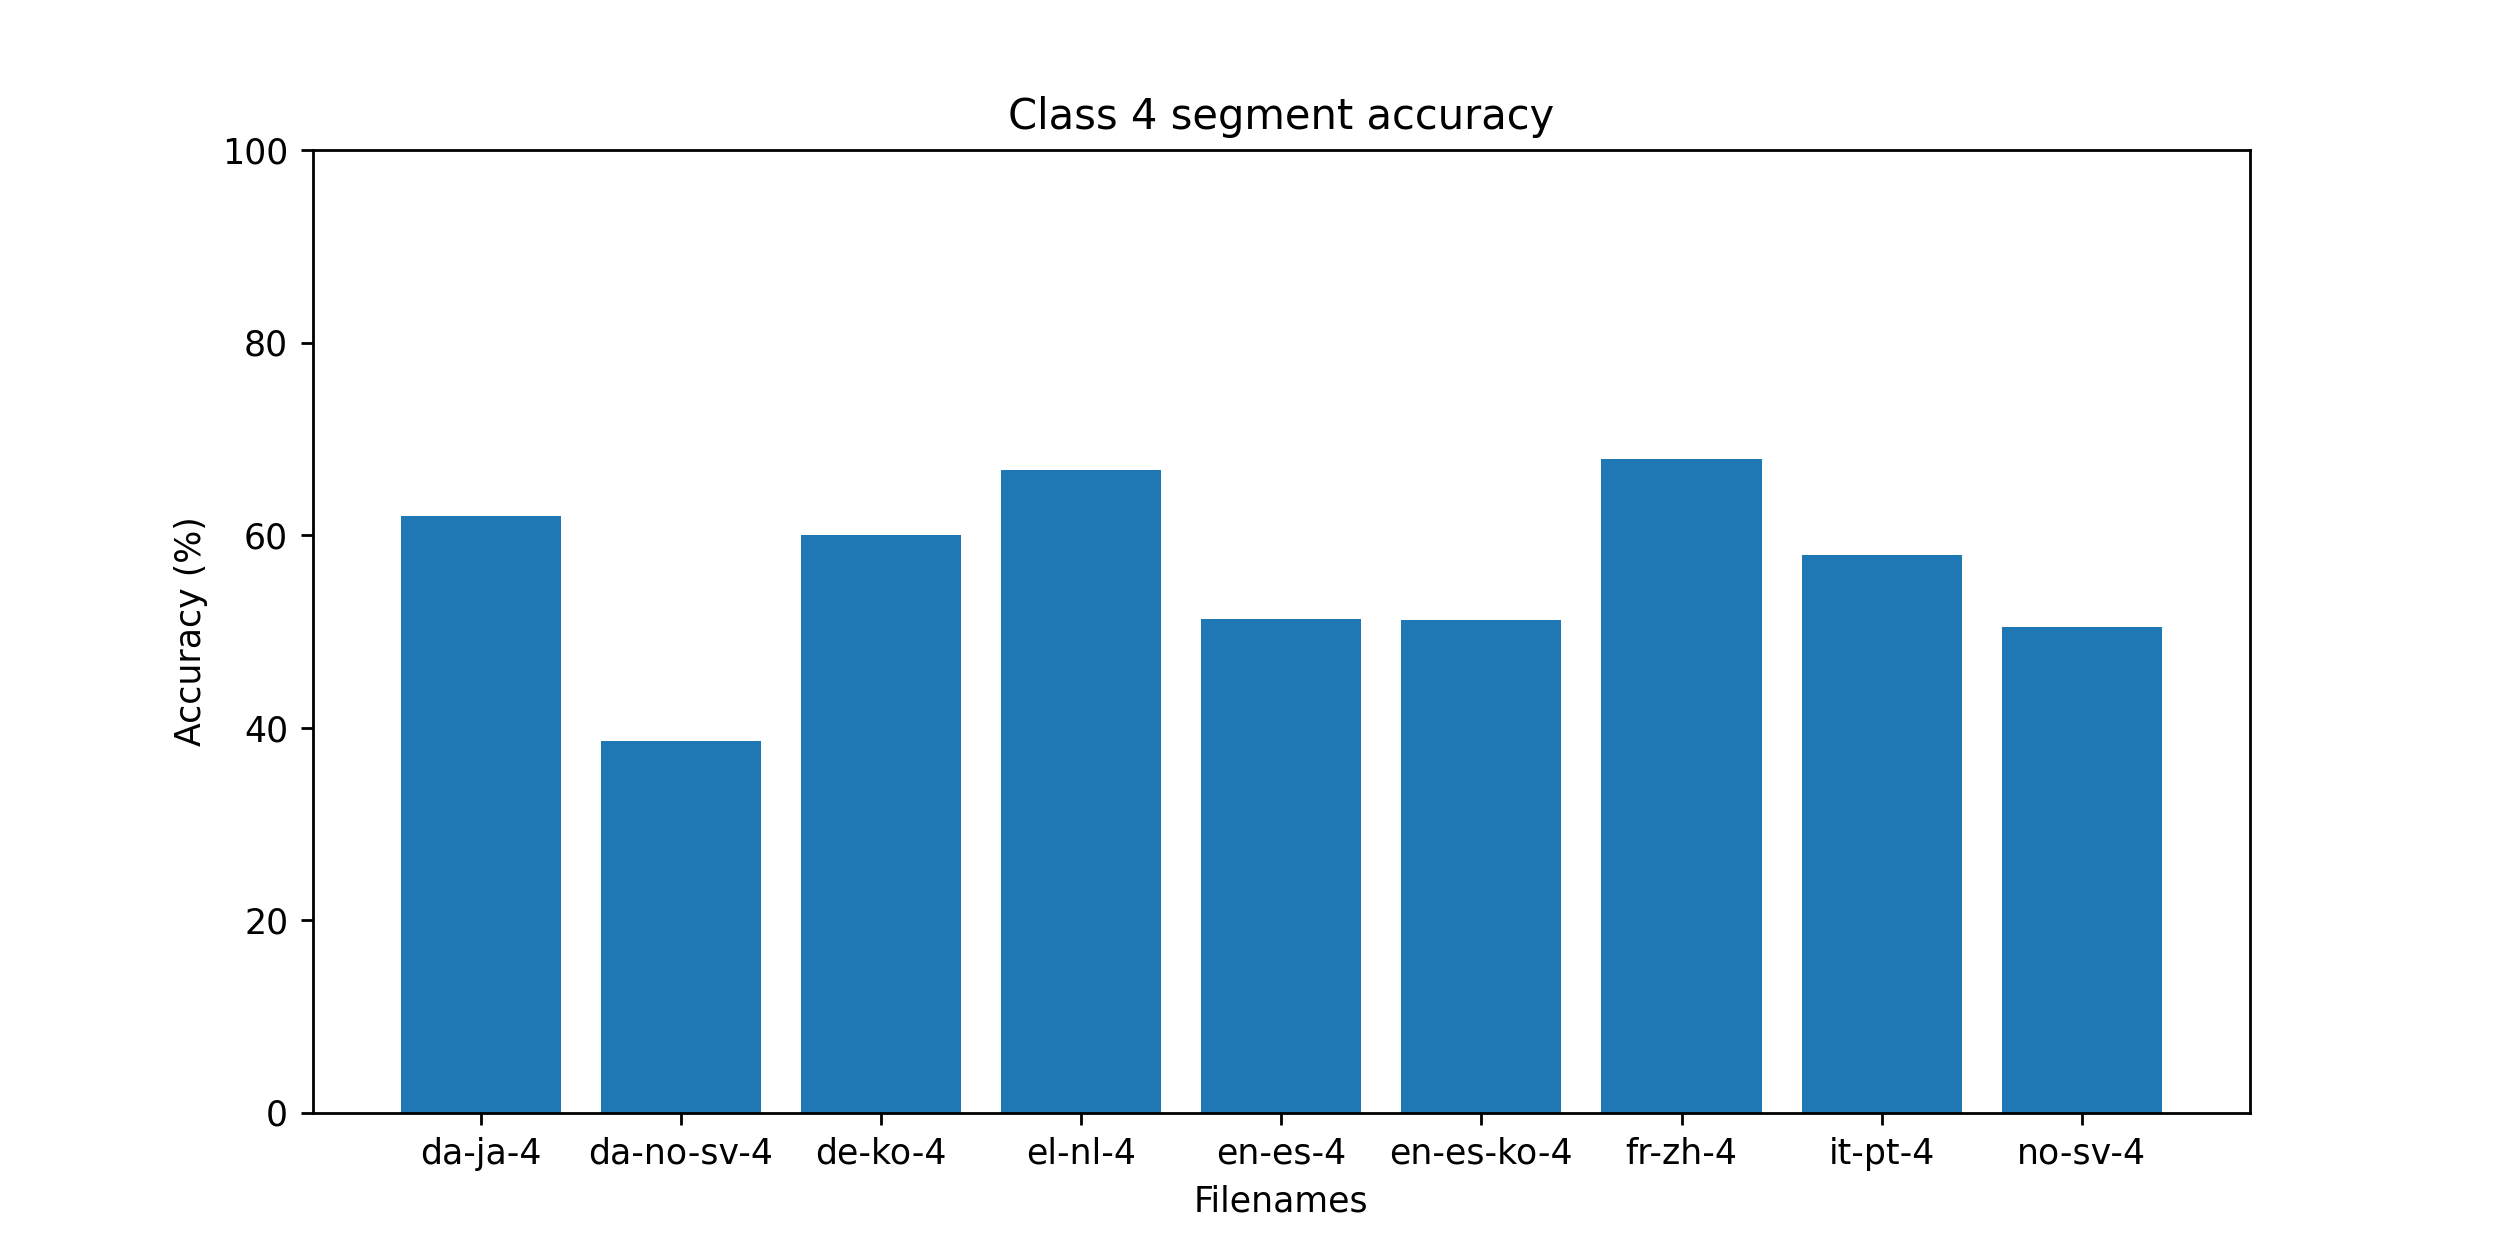 Class 4 segment accuracy
100
80
60
40
20
0
Accuracy (%)
da-ja-4 da-no-sv-4 de-ko-4 el-nl-4 en-es-4 en-es-ko-4 fr-zh-4 it-pt-4 no-sv-4
Filenames